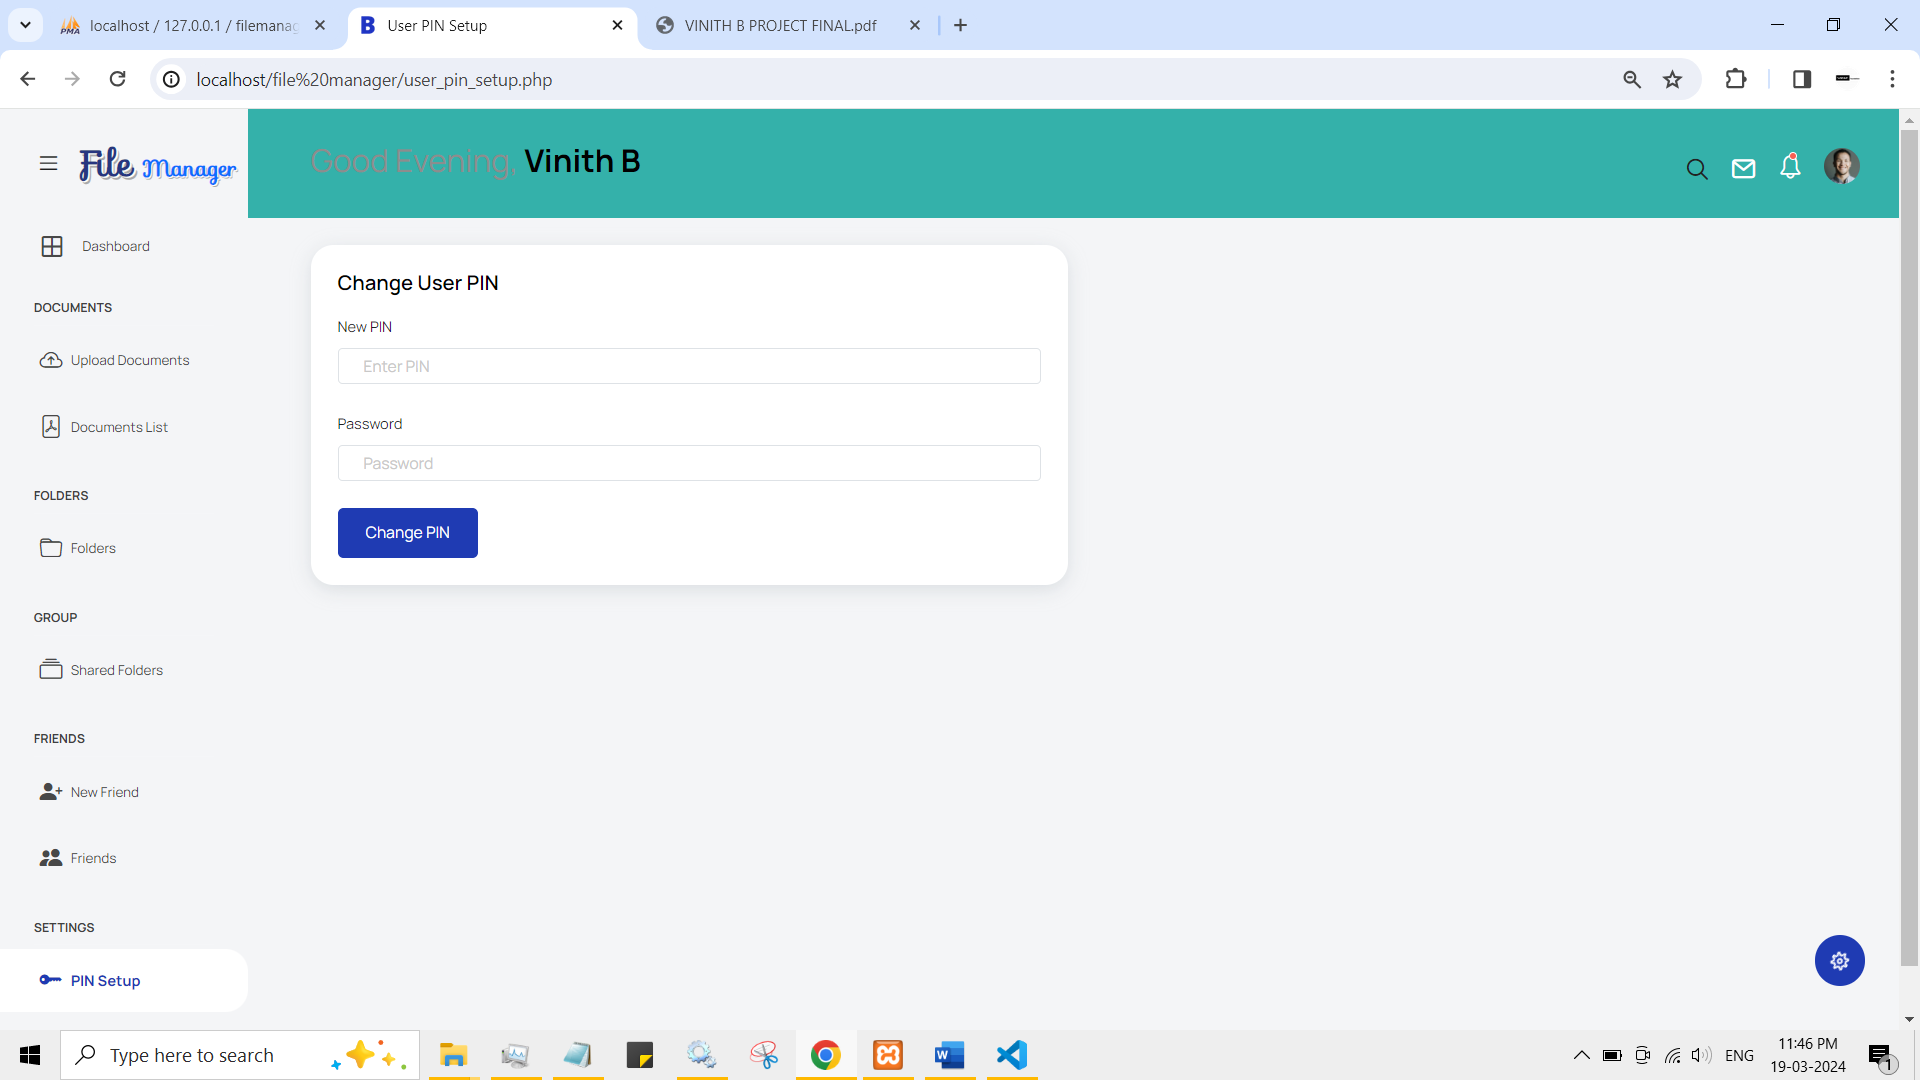 localhost / 127.0.0.1 / filemanag
User PIN Setup
VINITH B PROJECT FINAL.pdf
localhost/file%20manager/user_pin_setup.php
File Manager
Good Evening, Vinith B
Dashboard
DOCUMENTS
Upload Documents
Documents List
FOLDERS
Folders
GROUP
Shared Folders
FRIENDS
New Friend
Friends
SETTINGS
PIN Setup
Change User PIN
New PIN
Enter PIN
Password
Password
Change PIN
Type here to search
ENG
11:46 PM
19-03-2024
1